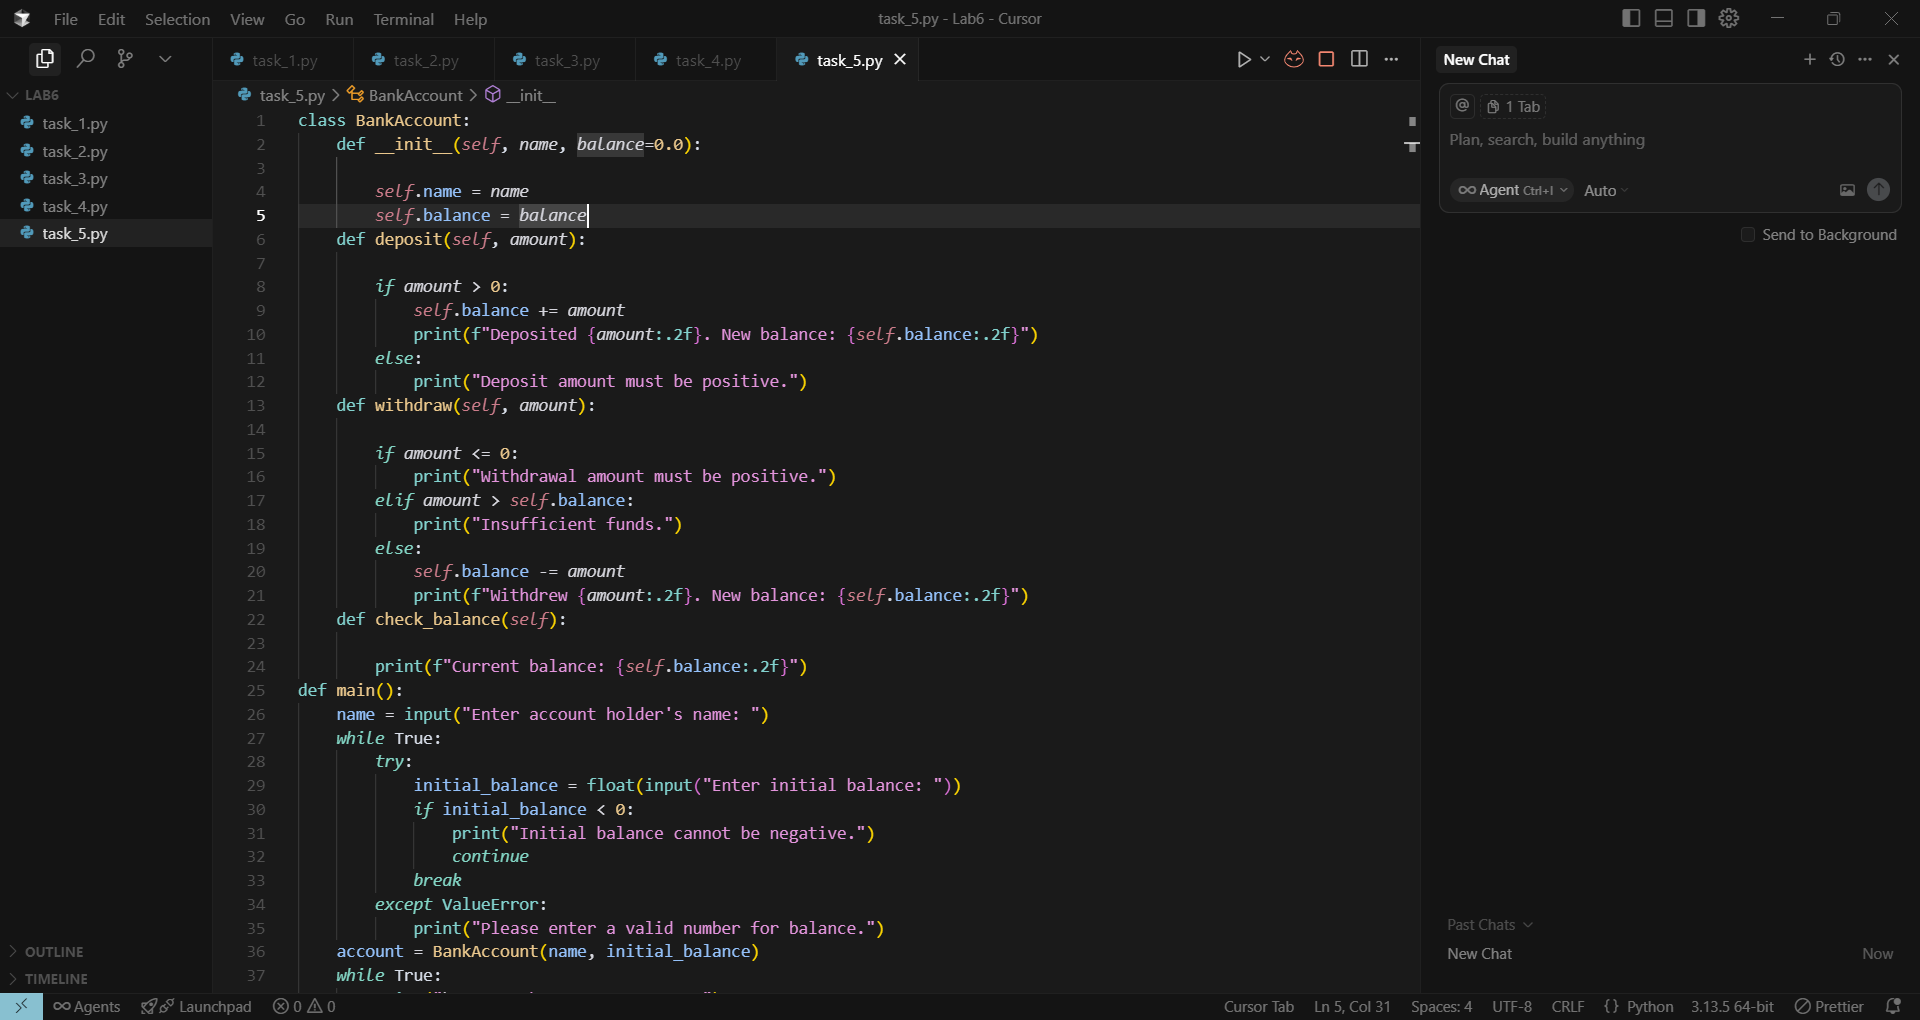 File Edit Selection View Go Run Terminal Help
task_5.py - Lab6 - Cursor
task_1.py task_2.py task_3.py task_4.py task_5.py
New Chat
LAB6
task_1.py
task_2.py
task_3.py
task_4.py
task_5.py
task_5.py > BankAccount > __init__
1 class BankAccount:
2 def __init__(self, name, balance=0.0):
3
4 self.name = name
5 self.balance = balance
6 def deposit(self, amount):
7
8 if amount > 0:
9 self.balance += amount
10 print(f"Deposited {amount:.2f}. New balance: {self.balance:.2f}")
11 else:
12 print("Deposit amount must be positive.")
13 def withdraw(self, amount):
14
15 if amount <= 0:
16 print("Withdrawal amount must be positive.")
17 elif amount > self.balance:
18 print("Insufficient funds.")
19 else:
20 self.balance -= amount
21 print(f"Withdrew {amount:.2f}. New balance: {self.balance:.2f}")
22 def check_balance(self):
23
24 print(f"Current balance: {self.balance:.2f}")
25 def main():
26 name = input("Enter account holder's name: ")
27 while True:
28 try:
29 initial_balance = float(input("Enter initial balance: "))
30 if initial_balance < 0:
31 print("Initial balance cannot be negative.")
32 continue
33 break
34 except ValueError:
35 print("Please enter a valid number for balance.")
36 account = BankAccount(name, initial_balance)
37 while True:
@ 1 Tab
Plan, search, build anything
Agent Ctrl+I Auto
Send to Background
Past Chats
New Chat Now
OUTLINE
TIMELINE
Agents Launchpad 0 0
Cursor Tab Ln 5, Col 31 Spaces: 4 UTF-8 CRLF {} Python 3.13.5 64-bit Prettier